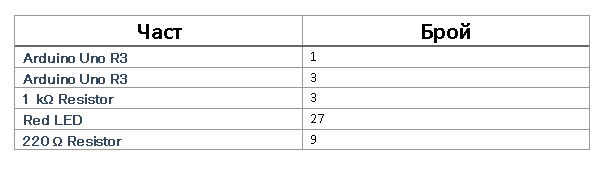 Част Брой
Arduino Uno R3 1
Arduino Uno R3 3
1 kΩ Resistor 3
Red LED 27
220 Ω Resistor 9